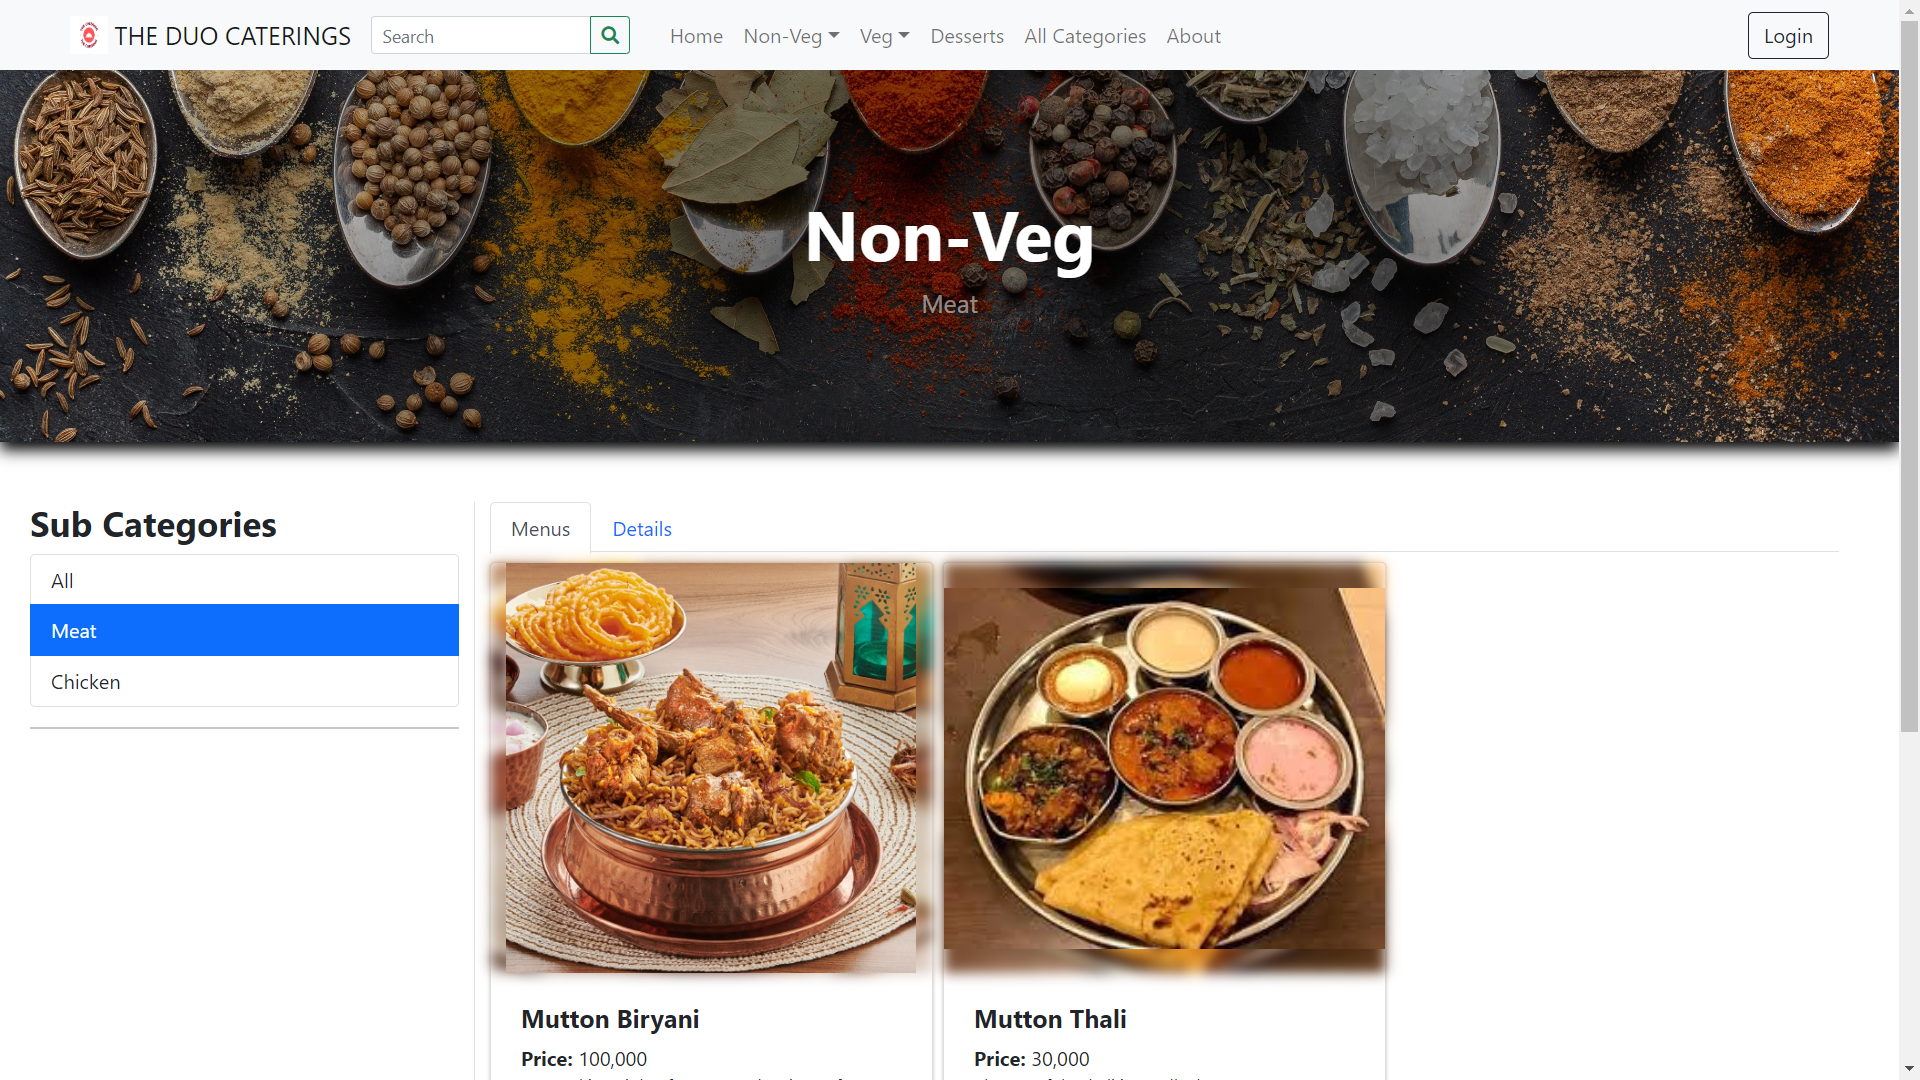 THE DUO CATERINGS
Search
Home Non-Veg Veg Desserts All Categories About
Login
Non-Veg
Meat
Sub Categories
All
Meat
Chicken
Menus Details
Mutton Biryani
Price: 100,000
Mutton Thali
Price: 30,000